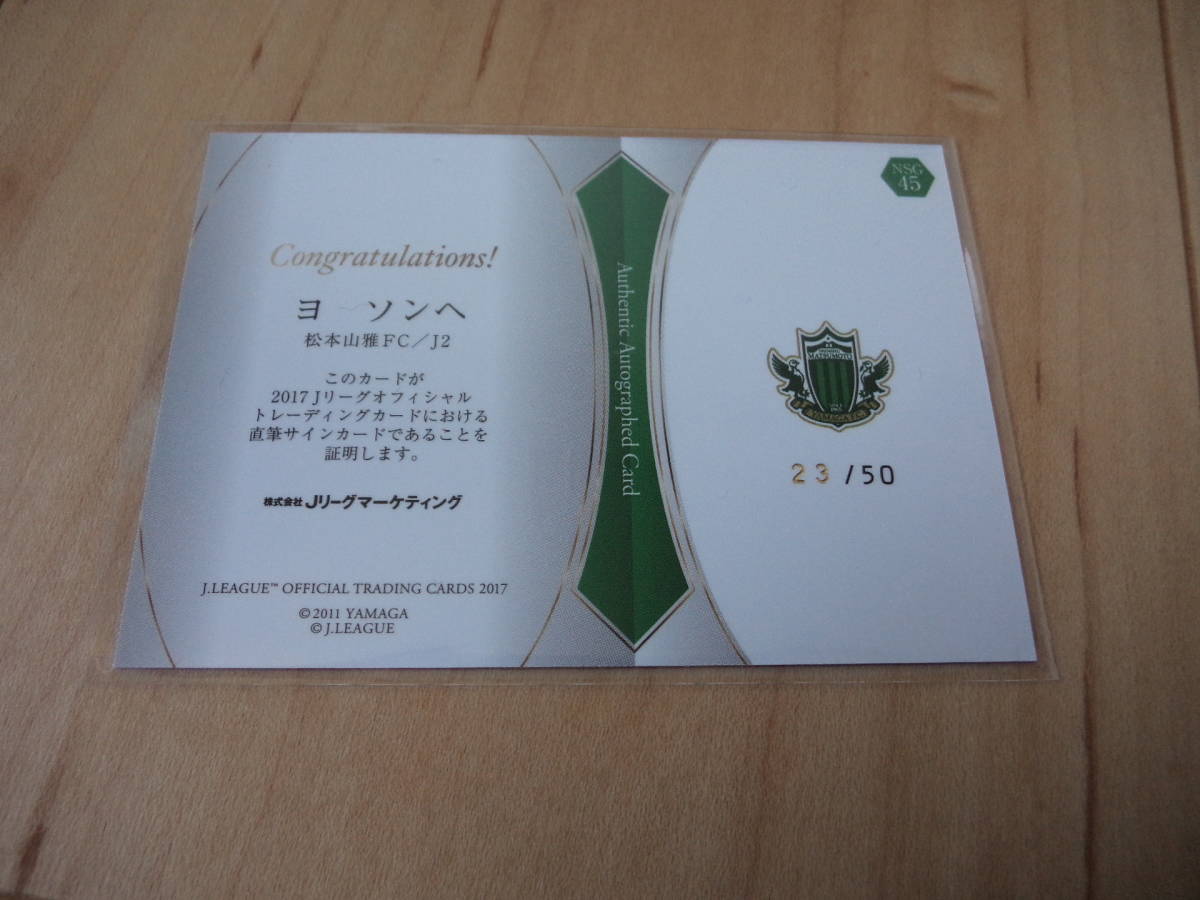 Congratulations!
ヨ ソンヘ
松本山雅FC／J2
このカードが
2017 Jリーグオフィシャル
トレーディングカードにおける
直筆サインカードであることを
証明します。
株式会社 Jリーグマーケティング
J.LEAGUE™ OFFICIAL TRADING CARDS 2017
© 2011 YAMAGA
© J.LEAGUE
Authentic Autographed Card
NSG
45
MATSUMOTO
YAMAGA F.C.
23 /50